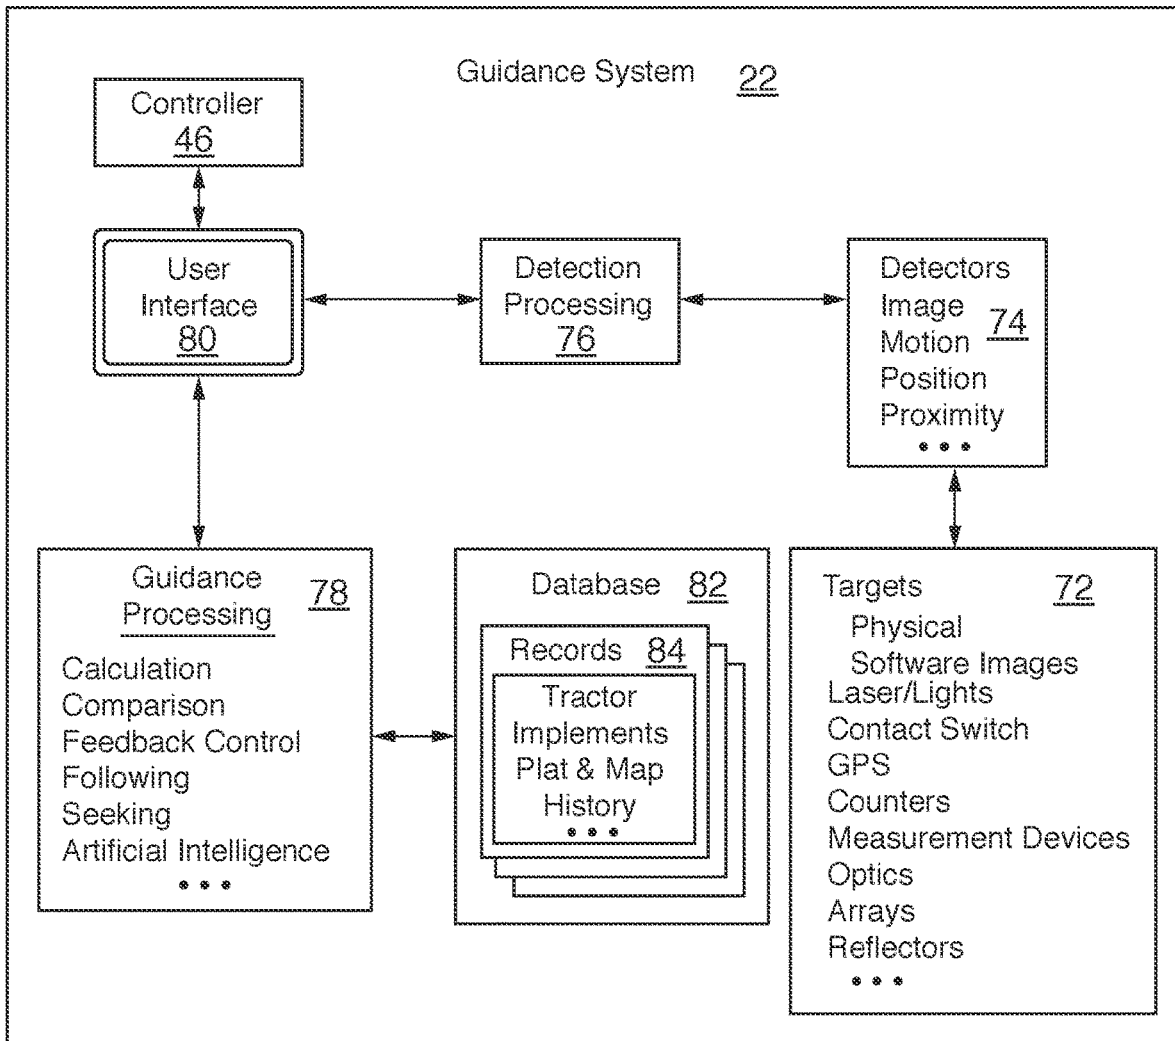 Guidance System 22
Controller
46
User
Interface
80
Detection
Processing
76
Detectors
Image
Motion
Position
Proximity
• • •
74
Guidance
Processing
78
Calculation
Comparison
Feedback Control
Following
Seeking
Artificial Intelligence
• • •
Database 82
Records 84
Tractor
Implements
Plat & Map
History
• • •
Targets 72
Physical
Software Images
Laser/Lights
Contact Switch
GPS
Counters
Measurement Devices
Optics
Arrays
Reflectors
• • •